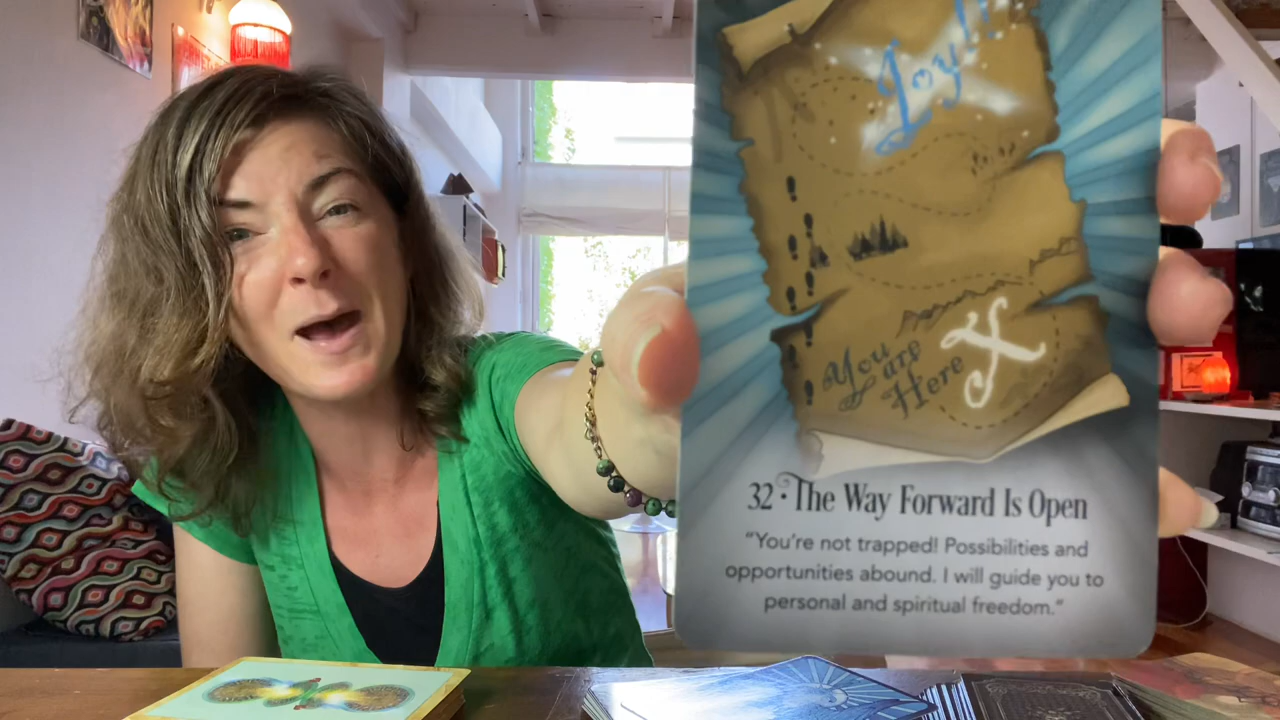 Joy!!
You
are
Here
32 • The Way Forward Is Open
“You’re not trapped! Possibilities and
opportunities abound. I will guide you to
personal and spiritual freedom.”